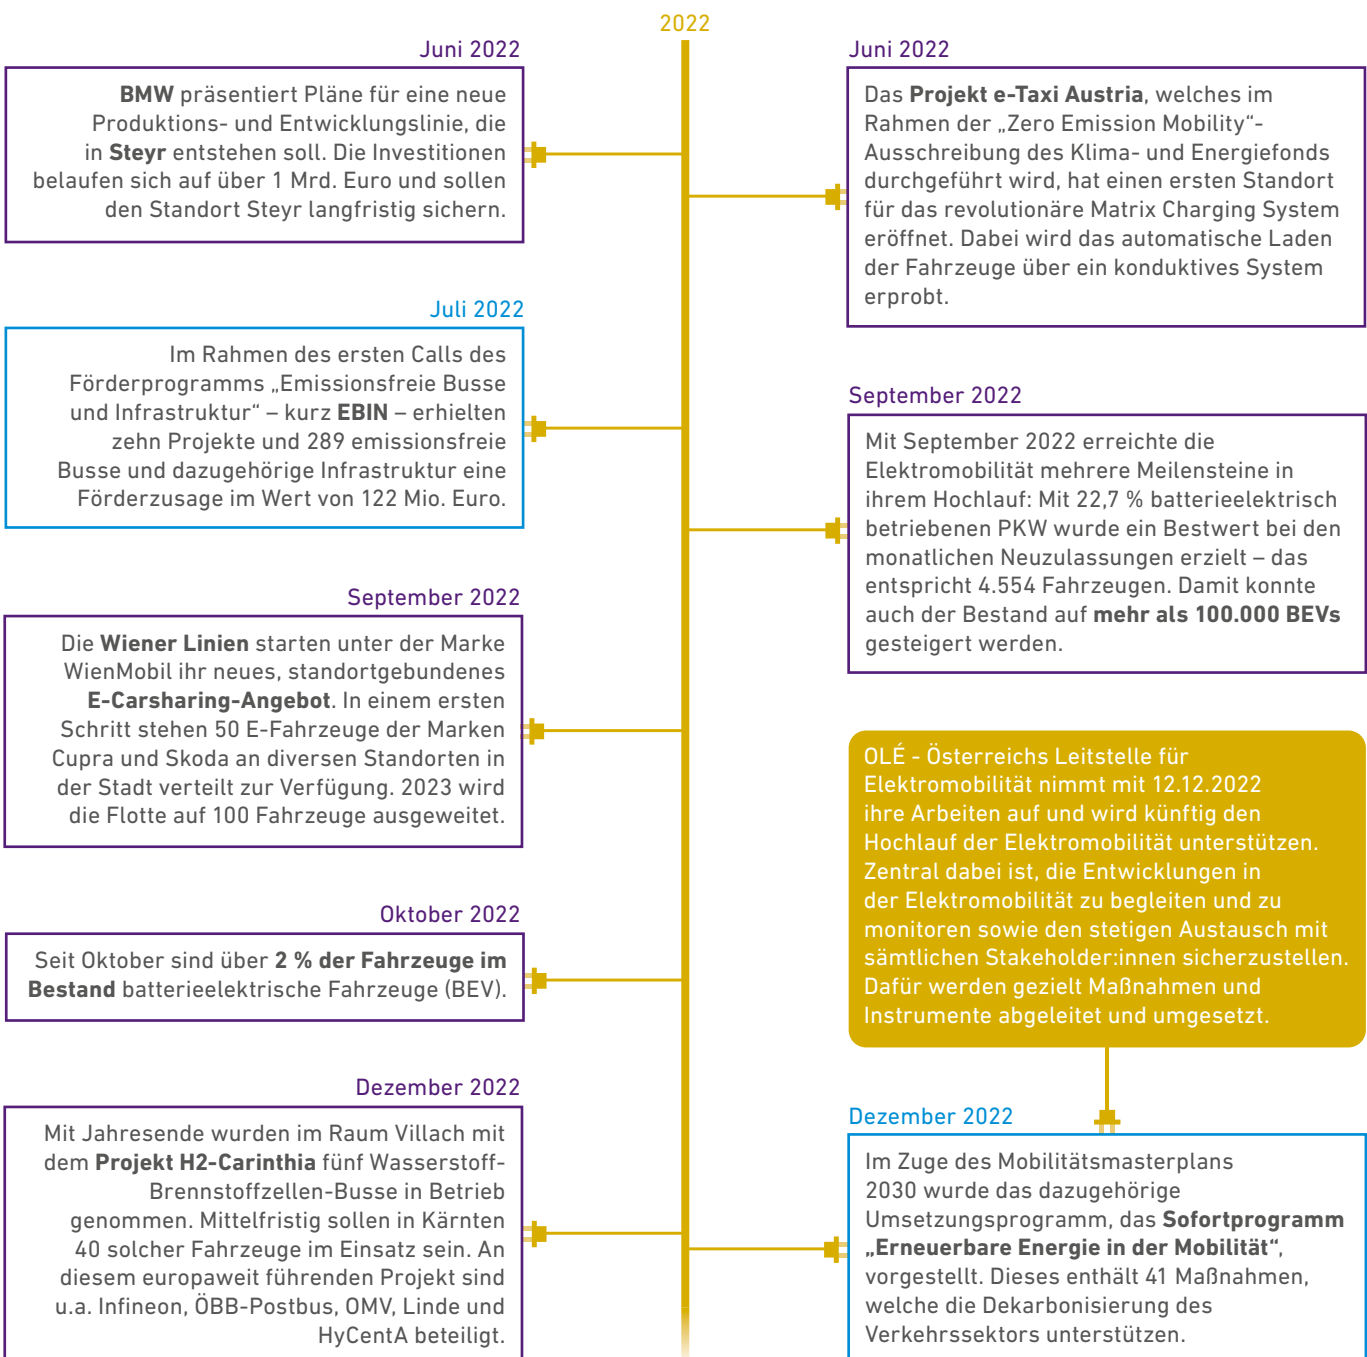 2022
Juni 2022
BMW präsentiert Pläne für eine neue
Produktions- und Entwicklungslinie, die
in Steyr entstehen soll. Die Investitionen
belaufen sich auf über 1 Mrd. Euro und sollen
den Standort Steyr langfristig sichern.
Juni 2022
Das Projekt e-Taxi Austria, welches im
Rahmen der „Zero Emission Mobility“-
Ausschreibung des Klima- und Energiefonds
durchgeführt wird, hat einen ersten Standort
für das revolutionäre Matrix Charging System
eröffnet. Dabei wird das automatische Laden
der Fahrzeuge über ein konduktives System
erprobt.
Juli 2022
Im Rahmen des ersten Calls des
Förderprogramms „Emissionsfreie Busse
und Infrastruktur“ – kurz EBIN – erhielten
zehn Projekte und 289 emissionsfreie
Busse und dazugehörige Infrastruktur eine
Förderzusage im Wert von 122 Mio. Euro.
September 2022
Mit September 2022 erreichte die
Elektromobilität mehrere Meilensteine in
ihrem Hochlauf: Mit 22,7 % batterieelektrisch
betriebenen PKW wurde ein Bestwert bei den
monatlichen Neuzulassungen erzielt – das
entspricht 4.554 Fahrzeugen. Damit konnte
auch der Bestand auf mehr als 100.000 BEVs
gesteigert werden.
September 2022
Die Wiener Linien starten unter der Marke
WienMobil ihr neues, standortgebundenes
E-Carsharing-Angebot. In einem ersten
Schritt stehen 50 E-Fahrzeuge der Marken
Cupra und Skoda an diversen Standorten in
der Stadt verteilt zur Verfügung. 2023 wird
die Flotte auf 100 Fahrzeuge ausgeweitet.
OLÉ - Österreichs Leitstelle für
Elektromobilität nimmt mit 12.12.2022
ihre Arbeiten auf und wird künftig den
Hochlauf der Elektromobilität unterstützen.
Zentral dabei ist, die Entwicklungen in
der Elektromobilität zu begleiten und zu
monitoren sowie den stetigen Austausch mit
sämtlichen Stakeholder:innen sicherzustellen.
Dafür werden gezielt Maßnahmen und
Instrumente abgeleitet und umgesetzt.
Oktober 2022
Seit Oktober sind über 2 % der Fahrzeuge im
Bestand batterieelektrische Fahrzeuge (BEV).
Dezember 2022
Mit Jahresende wurden im Raum Villach mit
dem Projekt H2-Carinthia fünf Wasserstoff-
Brennstoffzellen-Busse in Betrieb
genommen. Mittelfristig sollen in Kärnten
40 solcher Fahrzeuge im Einsatz sein. An
diesem europaweit führenden Projekt sind
u.a. Infineon, ÖBB-Postbus, OMV, Linde und
HyCentA beteiligt.
Dezember 2022
Im Zuge des Mobilitätsmasterplans
2030 wurde das dazugehörige
Umsetzungsprogramm, das Sofortprogramm
„Erneuerbare Energie in der Mobilität“,
vorgestellt. Dieses enthält 41 Maßnahmen,
welche die Dekarbonisierung des
Verkehrssektors unterstützen.